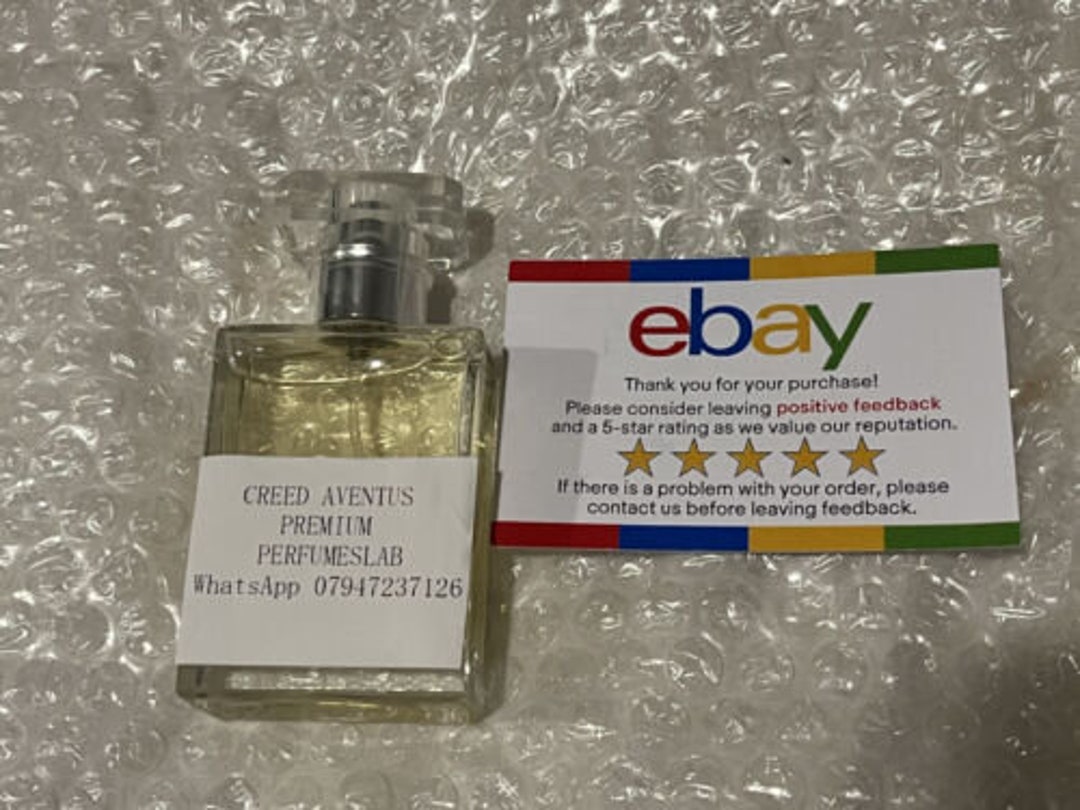 CREED AVENTUS
PREMIUM
PERFUMESLAB
WhatsApp 07947237126
ebay
Thank you for your purchase!
Please consider leaving positive feedback
and a 5-star rating as we value our reputation.
If there is a problem with your order, please
contact us before leaving feedback.